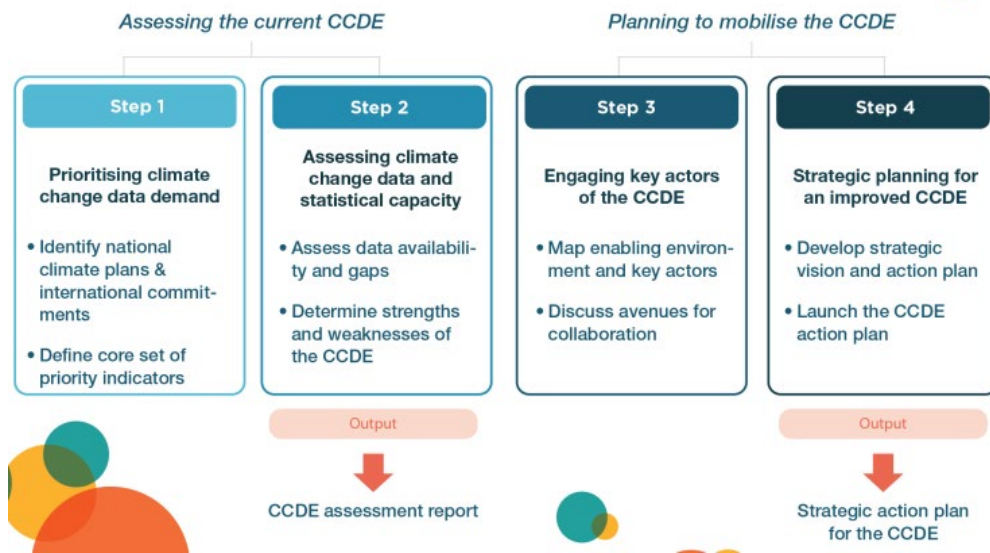 Assessing the current CCDE
Planning to mobilise the CCDE
Step 1
Prioritising climate
change data demand
• Identify national
climate plans &
international commit-
ments
• Define core set of
priority indicators
Step 2
Assessing climate
change data and
statistical capacity
• Assess data availabil-
ity and gaps
• Determine strengths
and weaknesses of
the CCDE
Output
CCDE assessment report
Step 3
Engaging key actors
of the CCDE
• Map enabling environ-
ment and key actors
• Discuss avenues for
collaboration
Step 4
Strategic planning for
an improved CCDE
• Develop strategic
vision and action plan
• Launch the CCDE
action plan
Output
Strategic action plan
for the CCDE